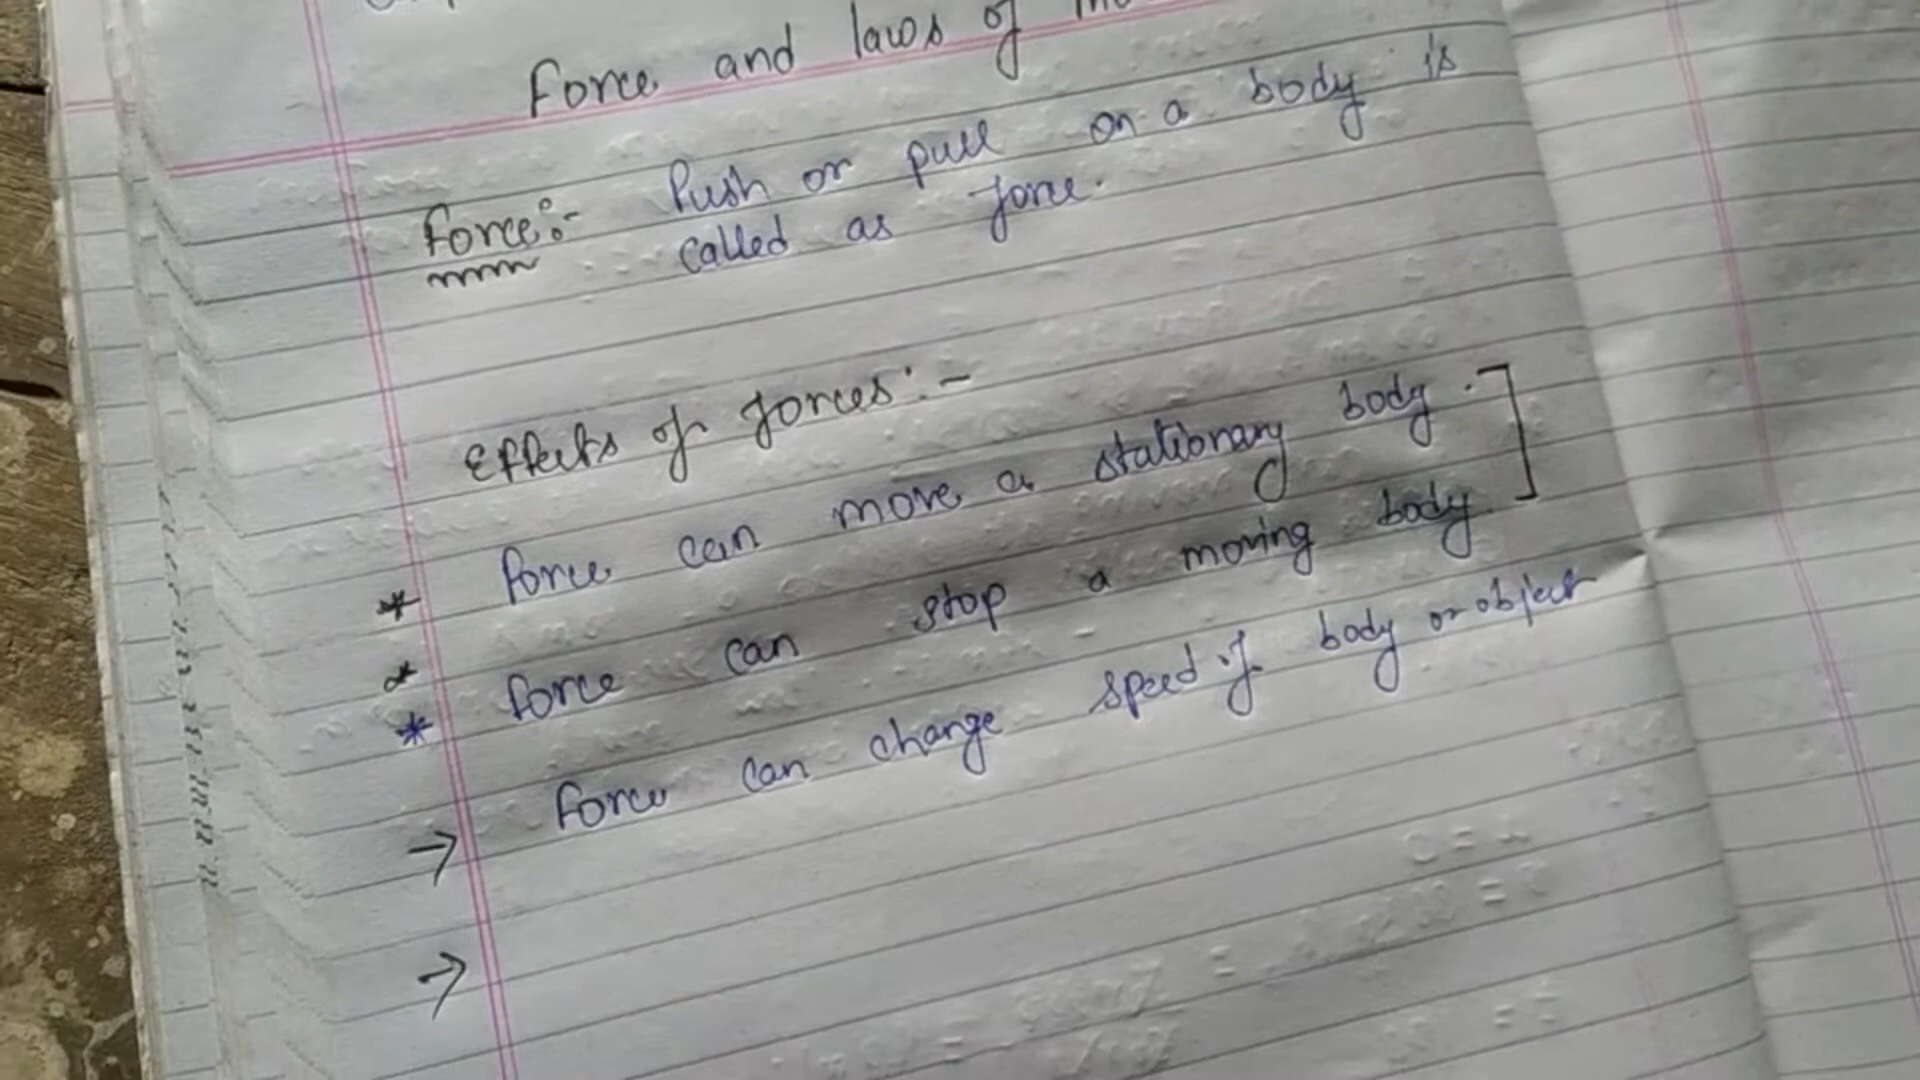 Force and laws of
Force:- Push or pull on a body is
called as force.
Effects of forces:-
* Force can move a stationary body.
* Force can stop a moving body.
* Force can change speed of body or object
→
→